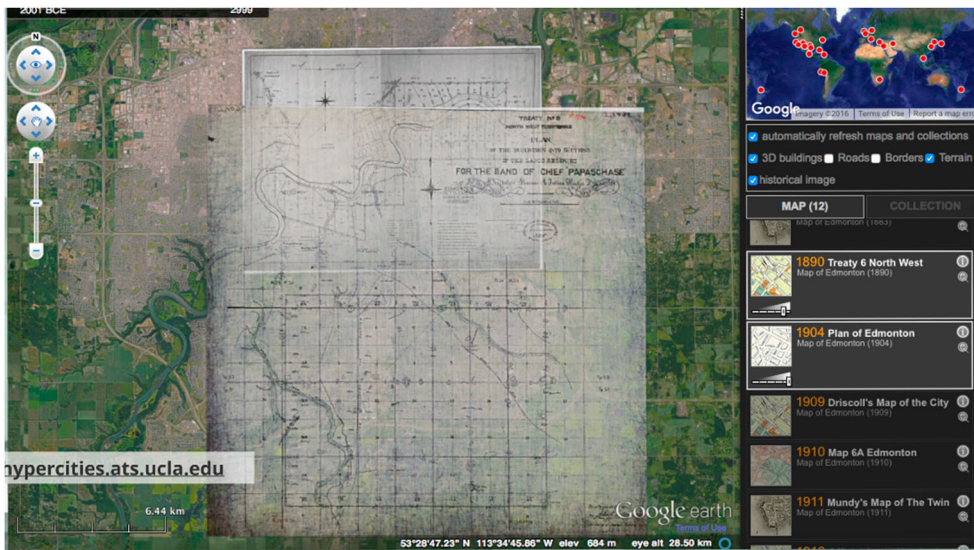 2001 BCE 2999
N
TREATY Nº 6
NORTH WEST TERRITORIES
PLAN
OF THE
OF THE LANDS RESERVED
FOR THE BAND OF CHIEF PAPASCHASE
hypercities.ats.ucla.edu
6.44 km
Google earth
Terms of Use
53°28'47.23" N 113°34'45.86" W elev 684 m eye alt 28.50 km
Google Imagery ©2016 Terms of Use Report a map erro
automatically refresh maps and collections
3D buildings Roads Borders Terrain
historical image
MAP (12) COLLECTION
Map of Edmonton (1883)
1890 Treaty 6 North West
Map of Edmonton (1890)
1904 Plan of Edmonton
Map of Edmonton (1904)
1909 Driscoll's Map of the City
Map of Edmonton (1909)
1910 Map 6A Edmonton
Map of Edmonton (1910)
1911 Mundy's Map of The Twin
Map of Edmonton (1911)